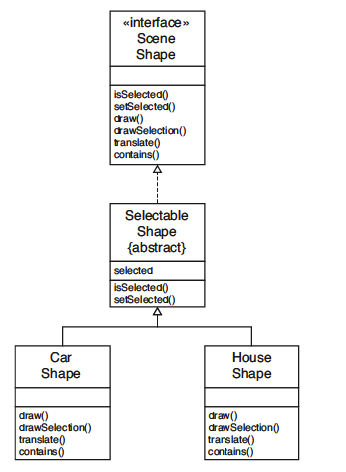 «interface»
Scene
Shape
isSelected()
setSelected()
draw()
drawSelection()
translate()
contains()
Selectable
Shape
{abstract}
selected
isSelected()
setSelected()
Car
Shape
draw()
drawSelection()
translate()
contains()
House
Shape
draw()
drawSelection()
translate()
contains()